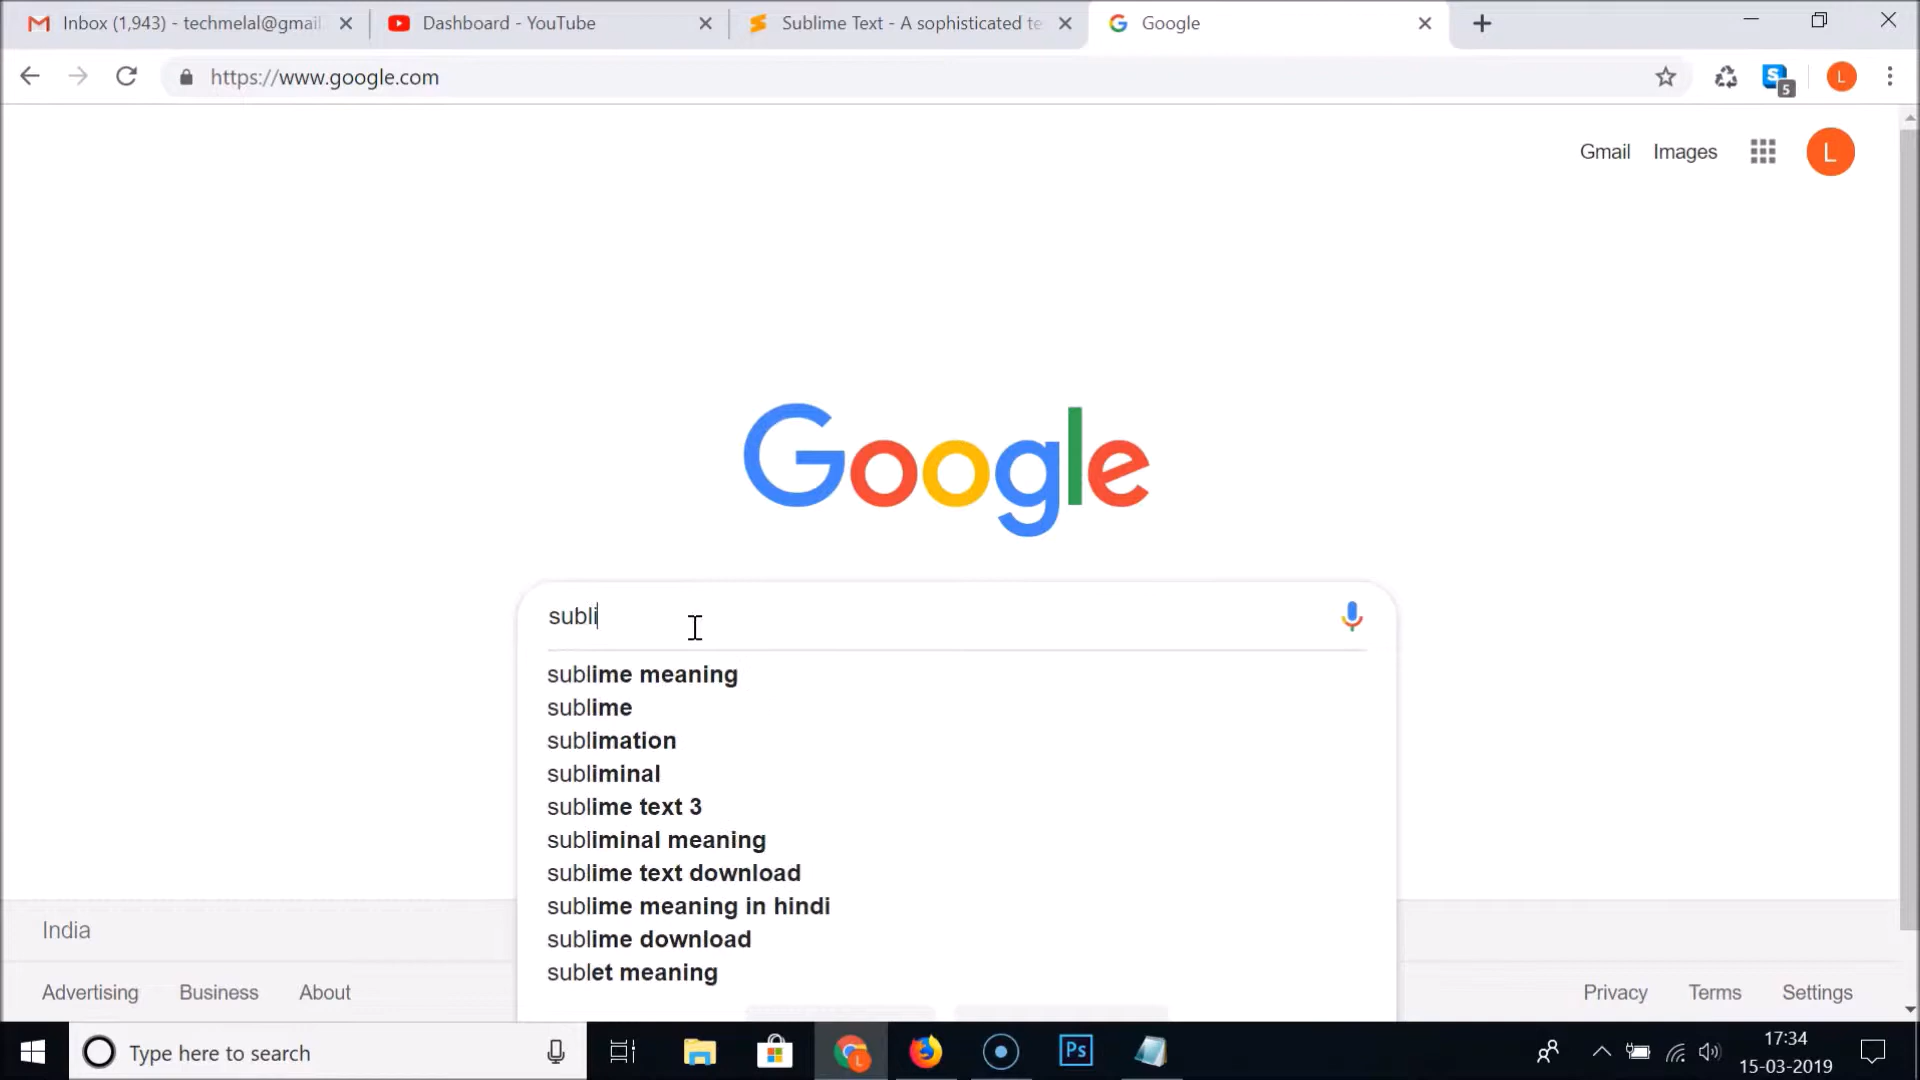 Inbox (1,943) - techmelal@gmail. Dashboard - YouTube Sublime Text - A sophisticated te Google
https://www.google.com S 5 L
Gmail Images L
Google
subli
sublime meaning
sublime
sublimation
subliminal
sublime text 3
subliminal meaning
sublime text download
sublime meaning in hindi
sublime download
sublet meaning
India
Advertising Business About Privacy Terms Settings
Type here to search L Ps 17:34
15-03-2019